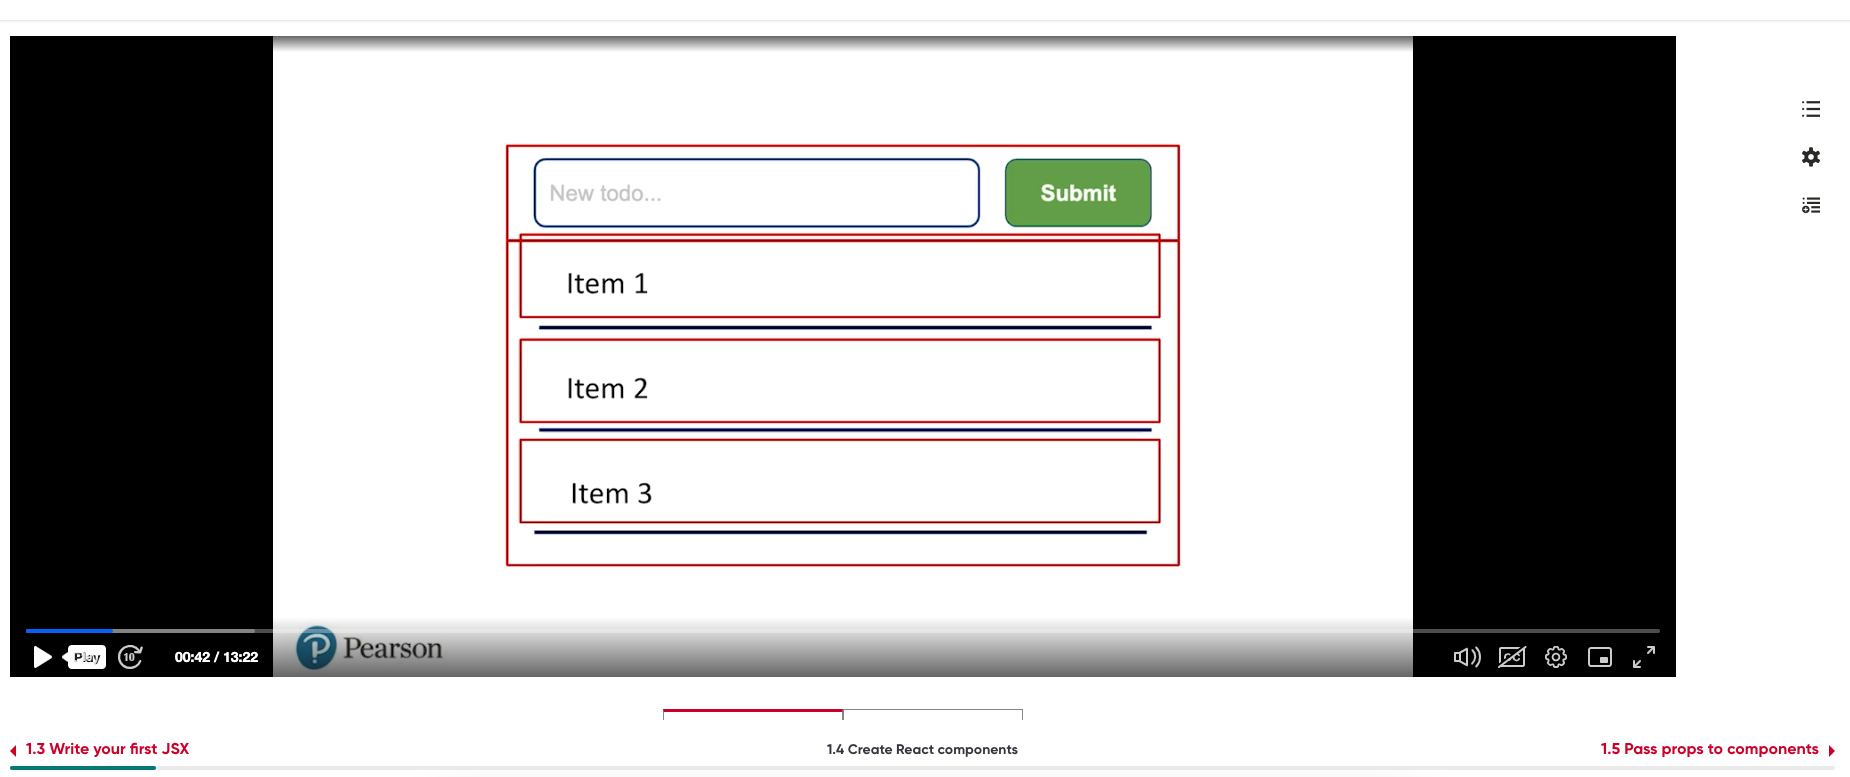 New todo...
Submit
Item 1
Item 2
Item 3
Play
10
00:42 / 13:22
Pearson
CC
1.3 Write your first JSX
1.4 Create React components
1.5 Pass props to components